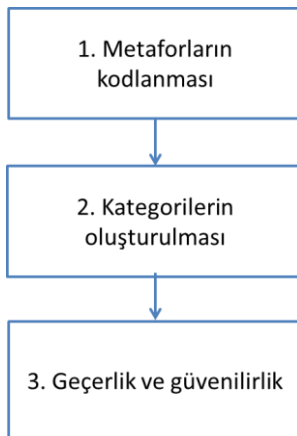 1. Metaforların
kodlanması
2. Kategorilerin
oluşturulması
3. Geçerlik ve güvenilirlik